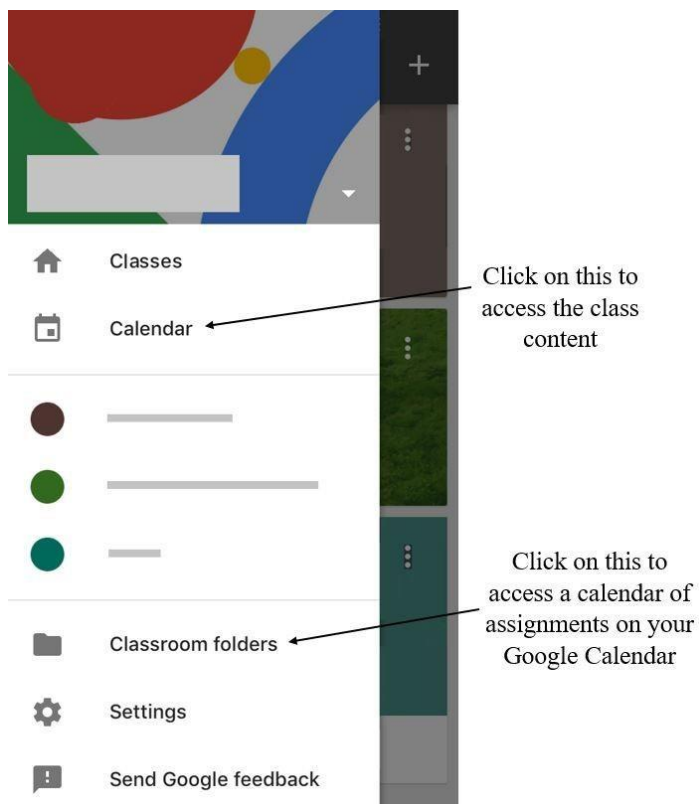 Classes
Calendar
Click on this to
access the class
content
Classroom folders
Click on this to
access a calendar of
assignments on your
Google Calendar
Settings
Send Google feedback